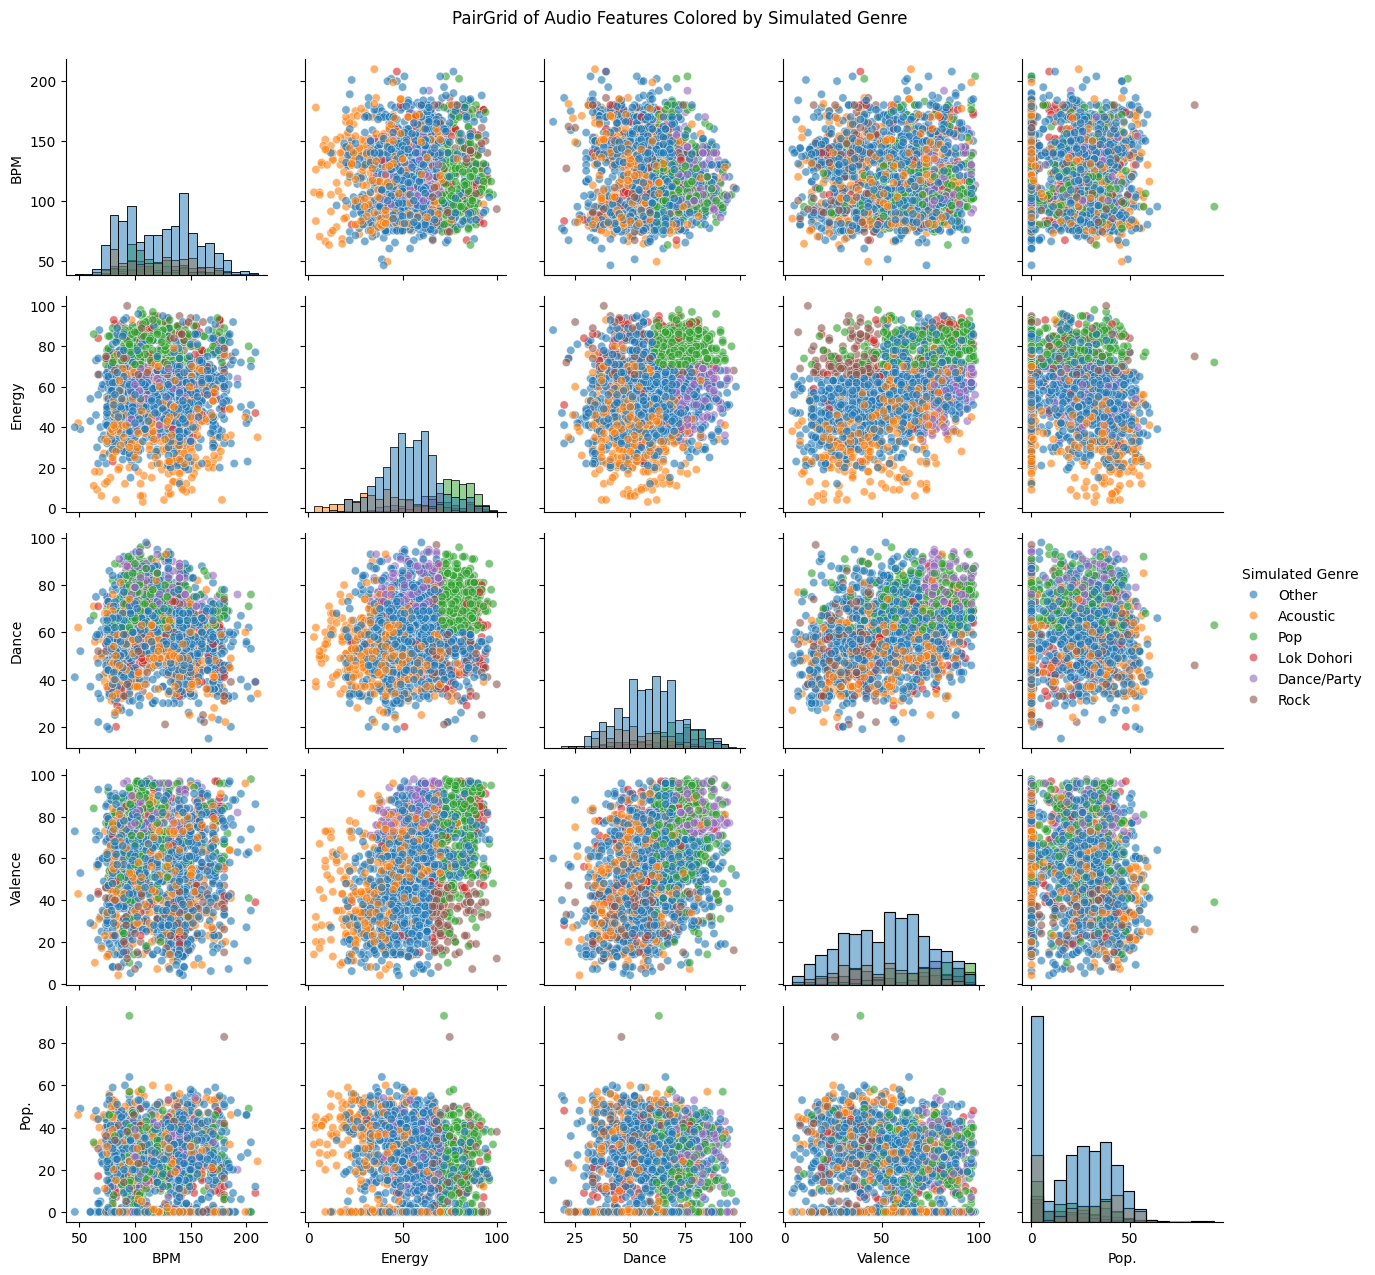 PairGrid of Audio Features Colored by Simulated Genre
BPM
200
150
100
50
Energy
100
80
60
40
20
0
Dance
100
80
60
40
20
Valence
100
80
60
40
20
0
Pop.
80
60
40
20
0
50 100 150 200
BPM
0 50 100
Energy
25 50 75 100
Dance
0 50 100
Valence
0 50
Pop.
Simulated Genre
Other
Acoustic
Pop
Lok Dohori
Dance/Party
Rock